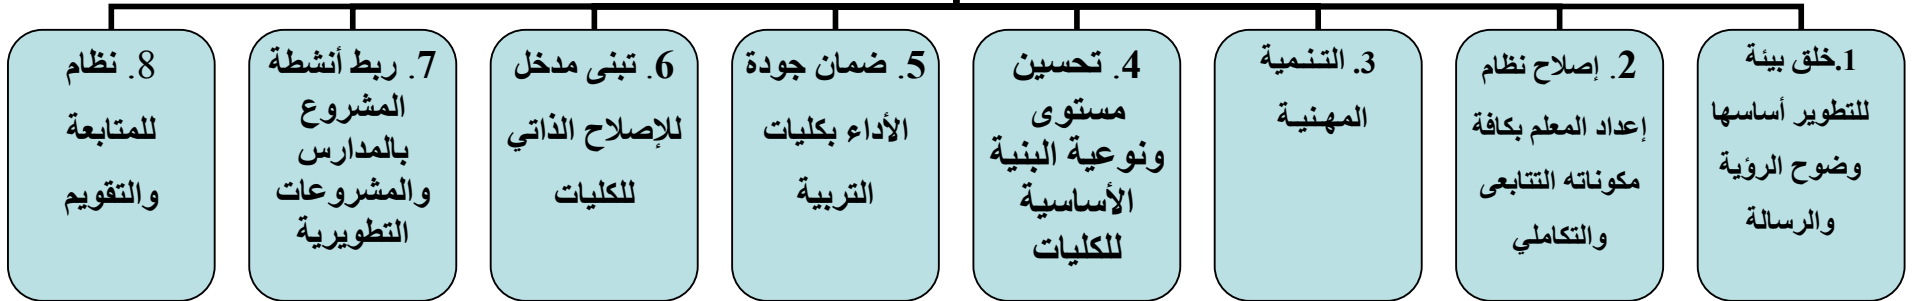 1.خلق بيئة
للتطوير أساسها
وضوح الرؤية
والرسالة
2. إصلاح نظام
إعداد المعلم بكافة
مكوناته التتابعى
والتكاملي
3. التنمية
المهنية
4. تحسين
مستوى
ونوعية البنية
الأساسية
للكليات
5. ضمان جودة
الأداء بكليات
التربية
6. تبنى مدخل
للإصلاح الذاتي
للكليات
7. ربط أنشطة
المشروع
بالمدارس
والمشروعات
التطويرية
8. نظام
للمتابعة
والتقويم